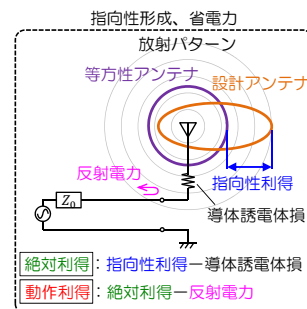 指向性形成、省電力
放射パターン
等方性アンテナ
設計アンテナ
反射電力
指向性利得
Z₀
導体誘電体損
絶対利得：指向性利得ー導体誘電体損
動作利得：絶対利得ー反射電力